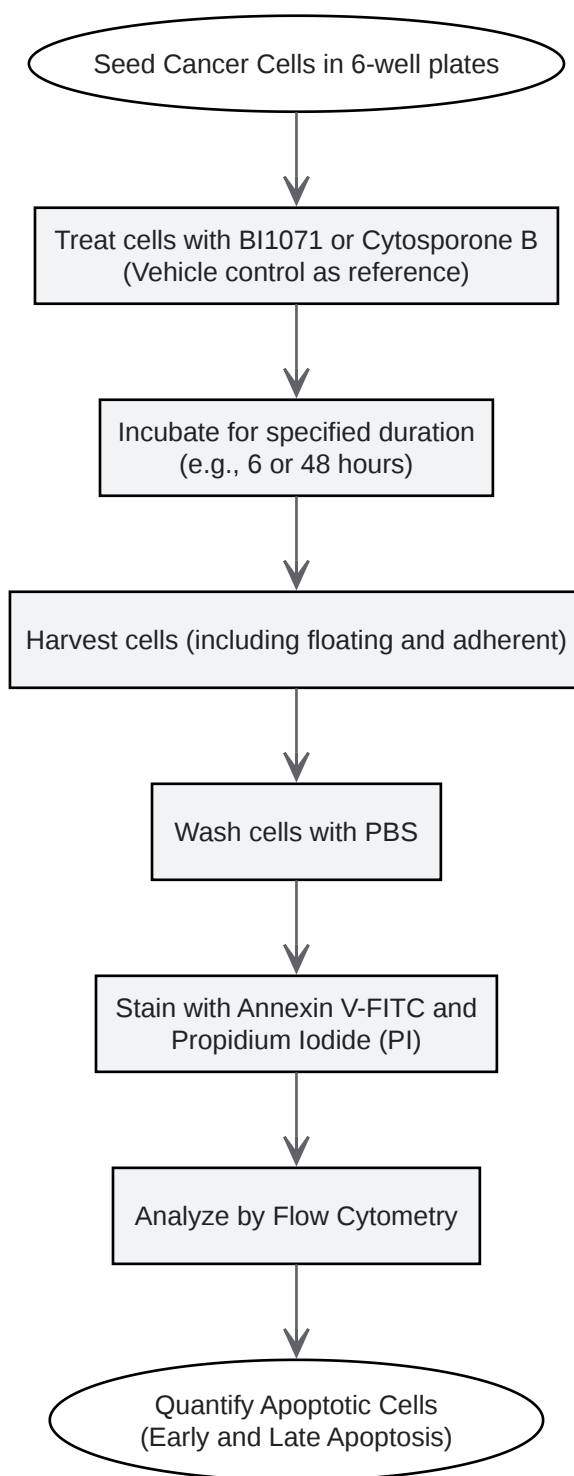 Seed Cancer Cells in 6-well plates
Treat cells with BI1071 or Cytosporone B
(Vehicle control as reference)
Incubate for specified duration
(e.g., 6 or 48 hours)
Harvest cells (including floating and adherent)
Wash cells with PBS
Stain with Annexin V-FITC and
Propidium Iodide (PI)
Analyze by Flow Cytometry
Quantify Apoptotic Cells
(Early and Late Apoptosis)